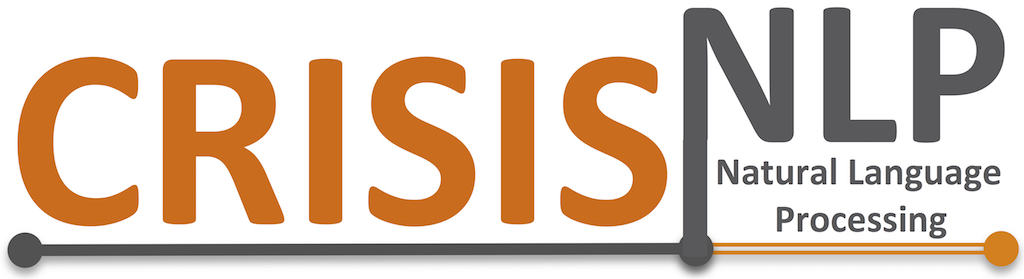 CRISIS NLP
Natural Language
Processing